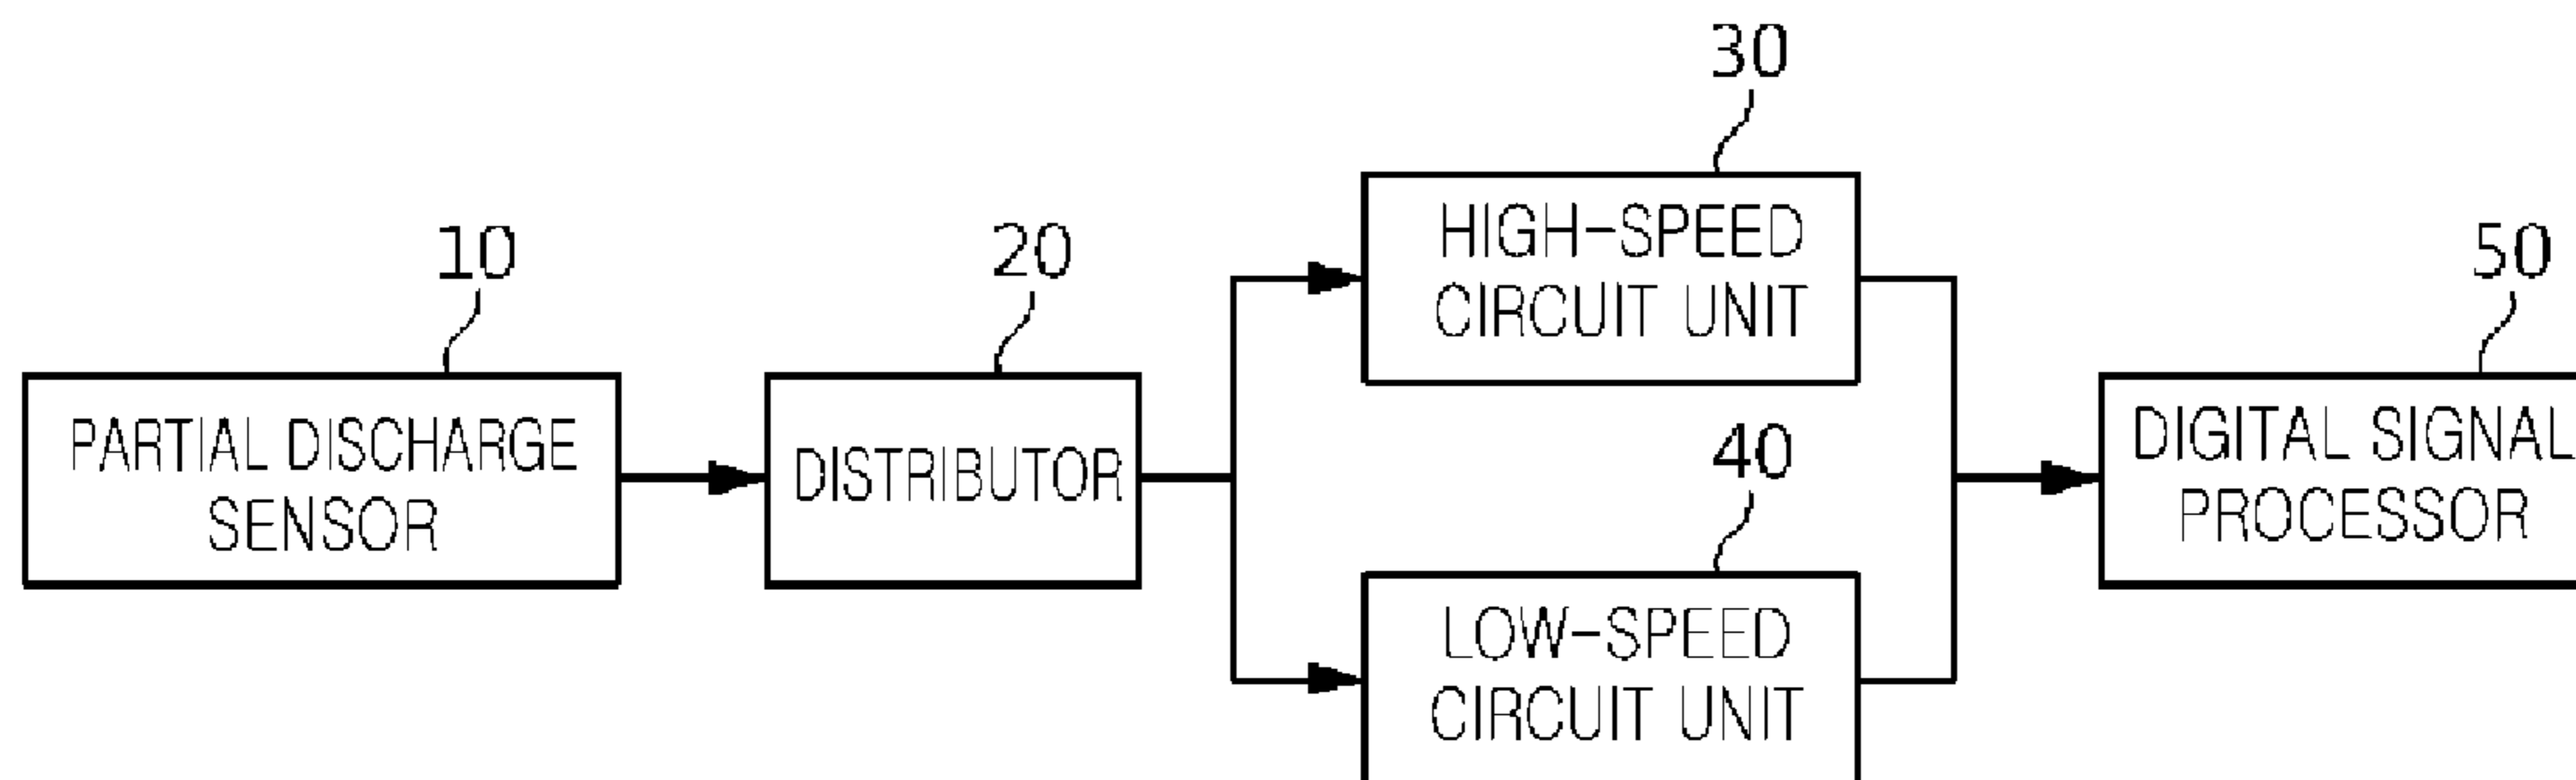 30
10
20
HIGH-SPEED
CIRCUIT UNIT
50
PARTIAL DISCHARGE
SENSOR
DISTRIBUTOR
40
DIGITAL SIGNAL
PROCESSOR
LOW-SPEED
CIRCUIT UNIT